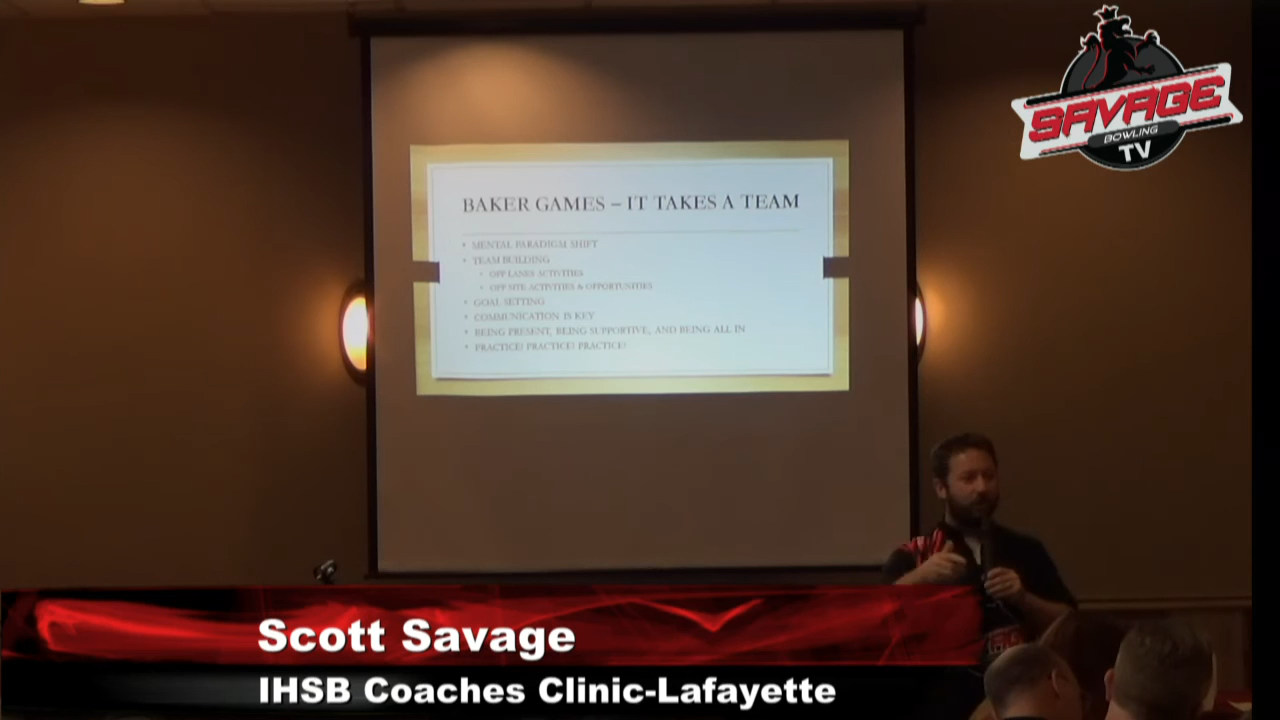 SAVAGE
BOWLING
TV
BAKER GAMES – IT TAKES A TEAM
• MENTAL PARADIGM SHIFT
• TEAM BUILDING
• OFF LANES ACTIVITIES
• OFF SITE ACTIVITIES & OPPORTUNITIES
• GOAL SETTING
• COMMUNICATION IS KEY
• BEING PRESENT, BEING SUPPORTIVE, AND BEING ALL IN
• PRACTICE! PRACTICE! PRACTICE!
Scott Savage
IHSB Coaches Clinic-Lafayette